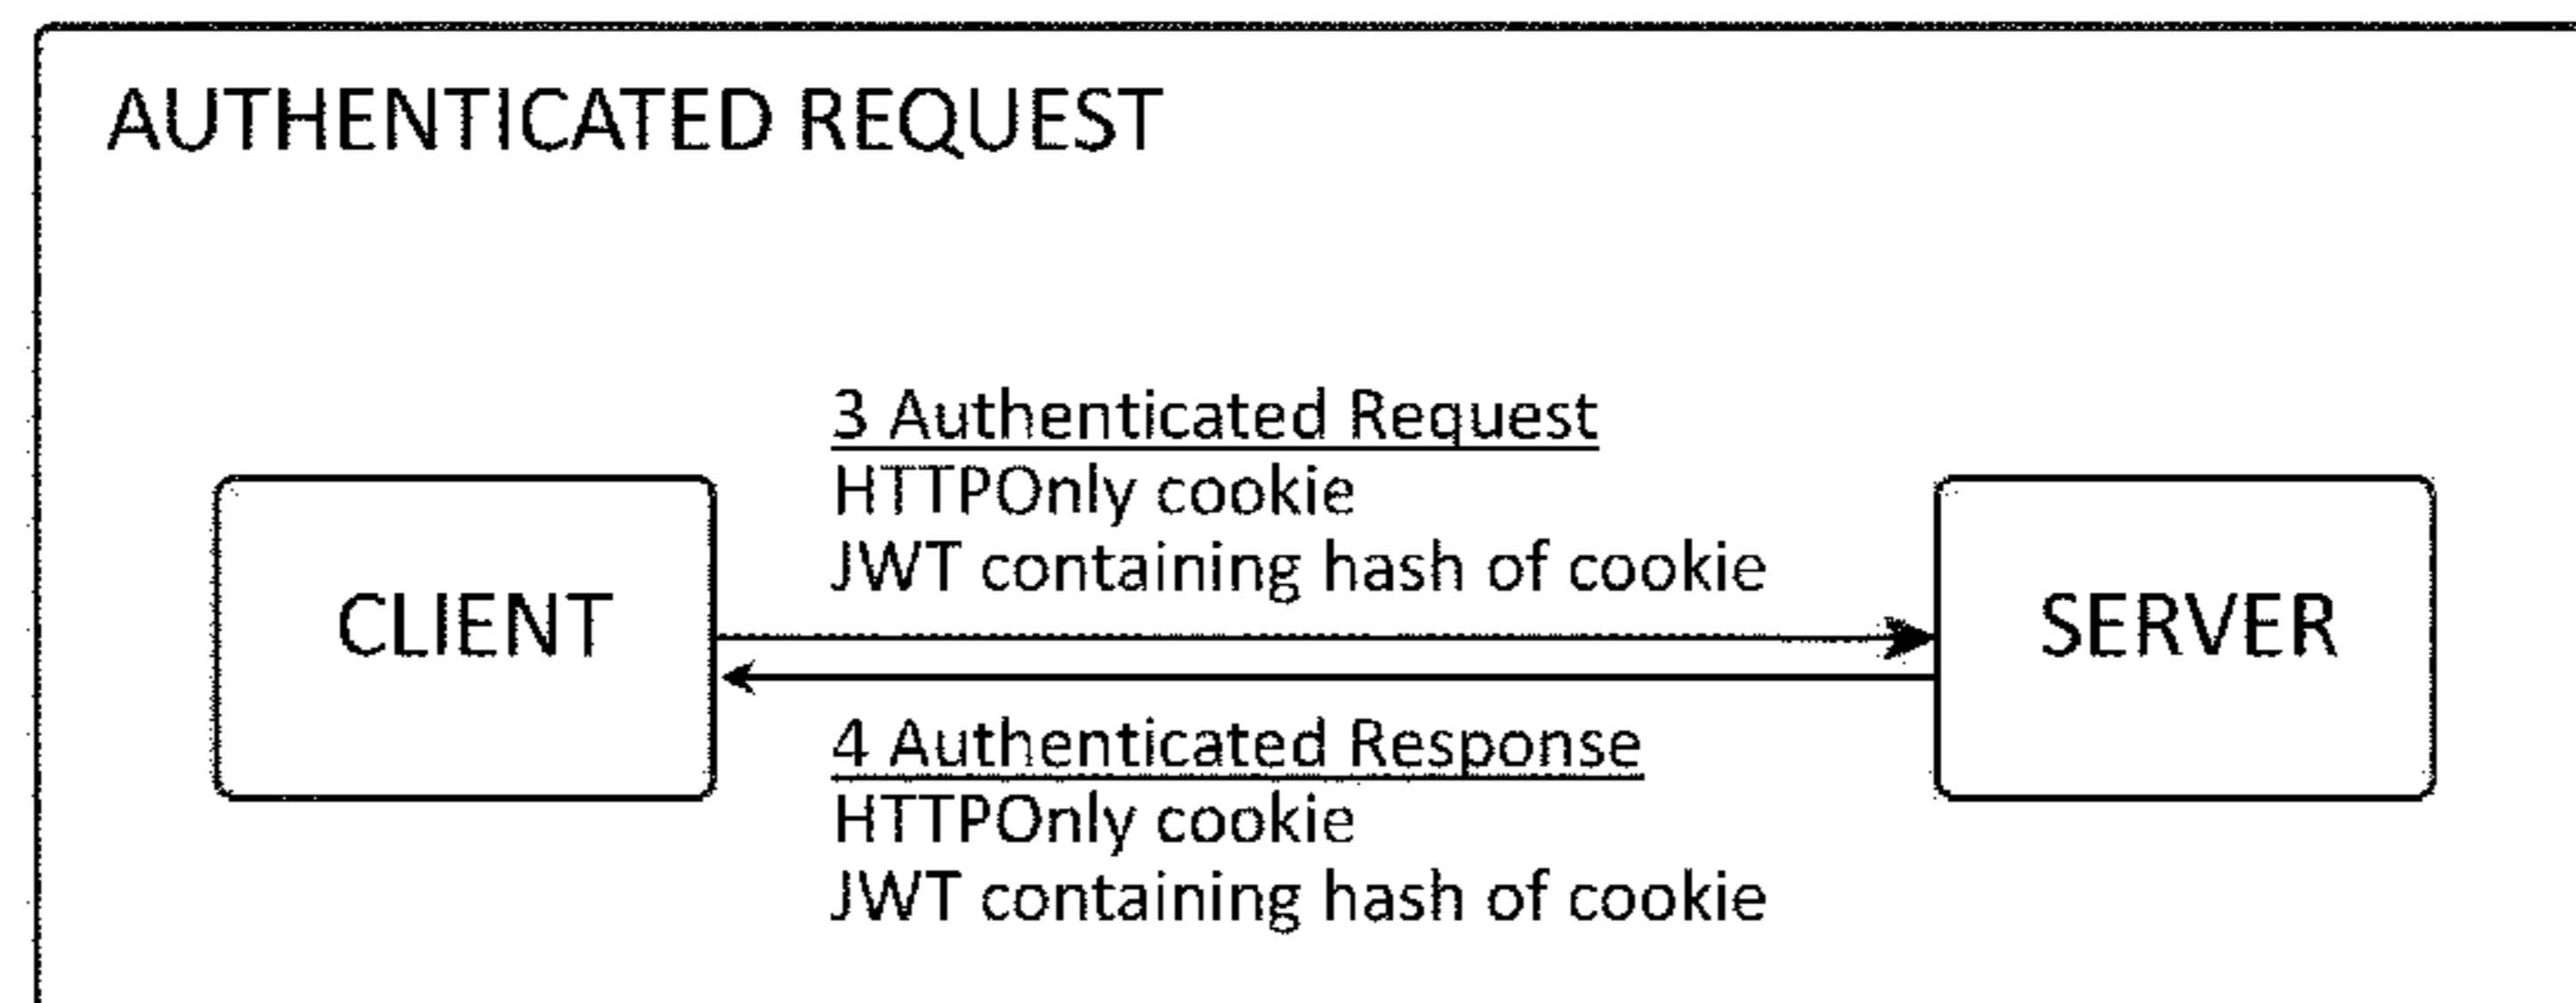 AUTHENTICATED REQUEST
3 Authenticated Request
HTTPOnly cookie
JWT containing hash of cookie
CLIENT
SERVER
4 Authenticated Response
HTTPOnly cookie
JWT containing hash of cookie